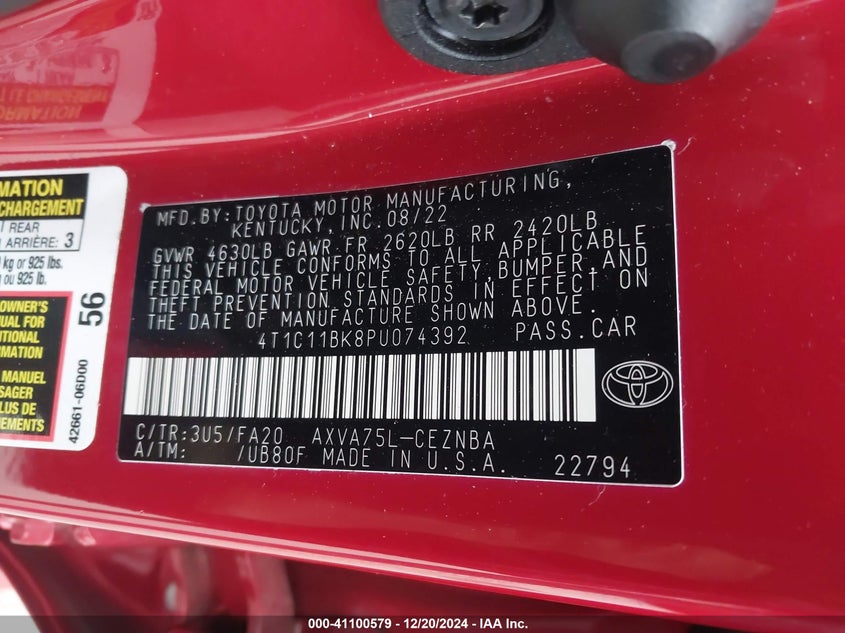 MATION
CHARGEMENT
REAR
ARRIÈRE: 3
kg or 925 lbs.
ou 925 lb.
OWNER'S
UAL FOR
ITIONAL
MATION
MANUEL
SAGER
LUS DE
NEMENTS
56
42661-06D00
MFD. BY: TOYOTA MOTOR MANUFACTURING,
KENTUCKY, INC. 08/22
GVWR 4630LB GAWR FR 2620LB RR 2420LB
THIS VEHICLE CONFORMS TO ALL APPLICABLE
FEDERAL MOTOR VEHICLE SAFETY, BUMPER, AND
THEFT PREVENTION STANDARDS IN EFFECT ON
THE DATE OF MANUFACTURE SHOWN ABOVE.
4T1C11BK8PU074392 PASS.CAR
C/TR:3U5/FA20 AXVA75L-CEZNBA
A/TM: /UB80F MADE IN U.S.A. 22794
000-41100579 - 12/20/2024 - IAA Inc.